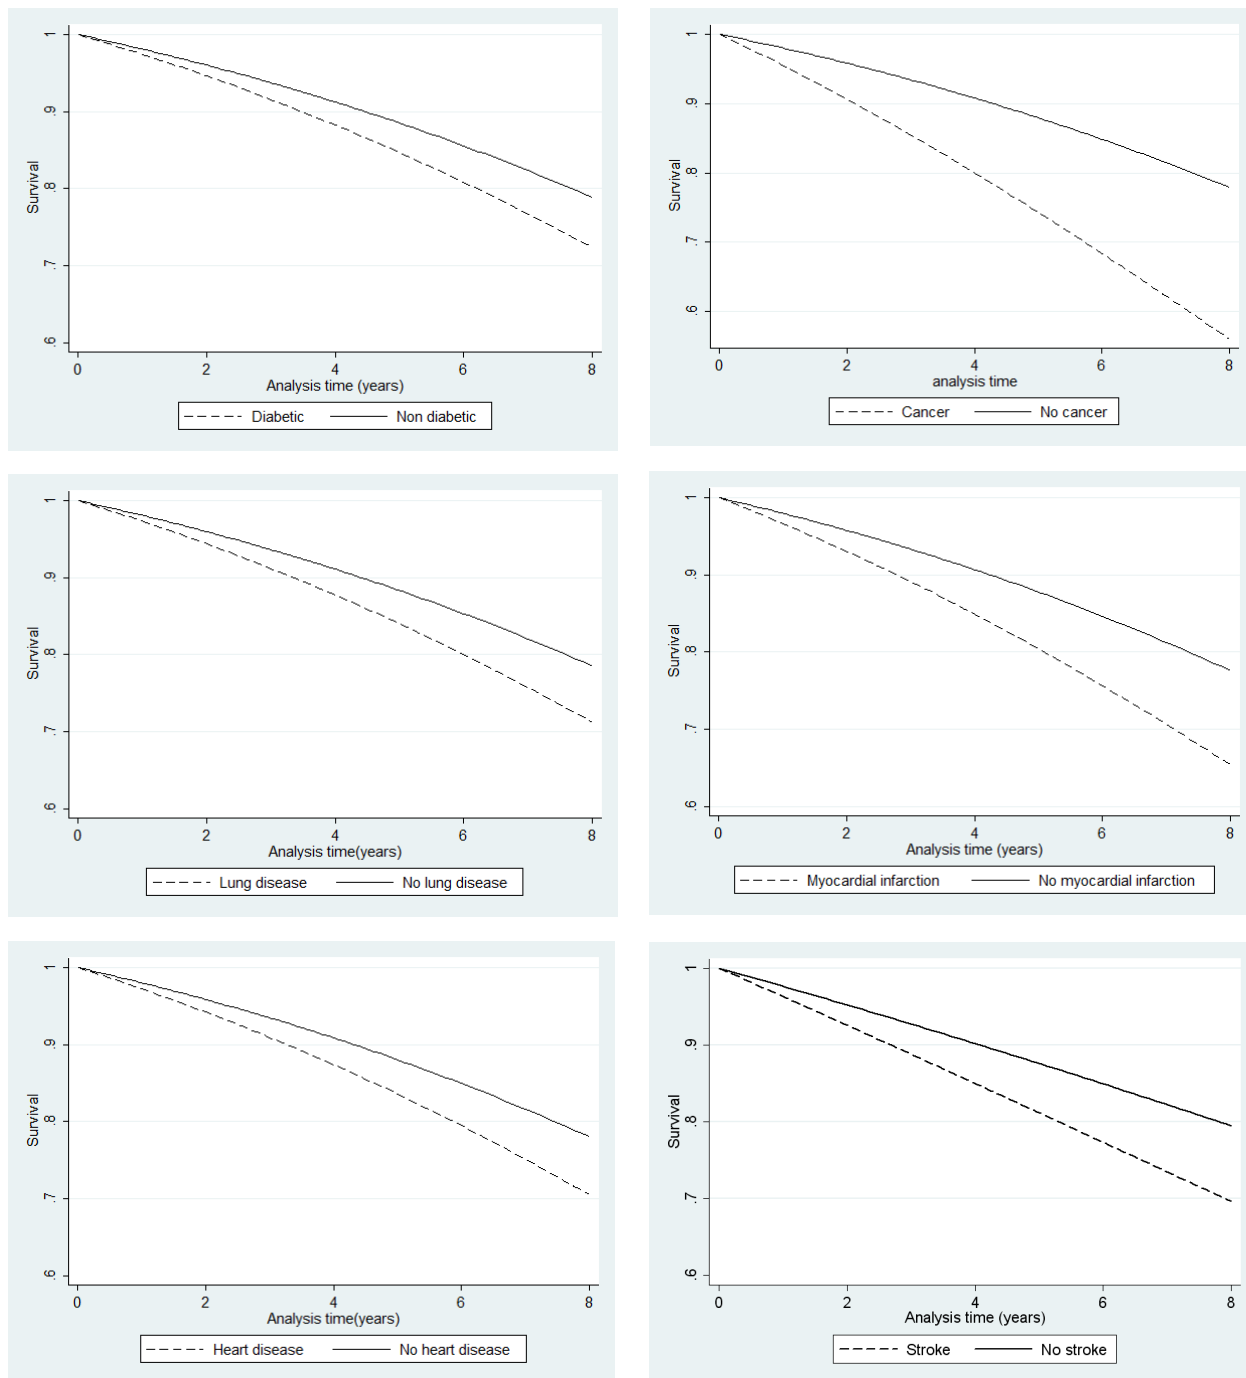 1
.9
.8
.7
.6
Survival
0 2 4 6 8
Analysis time (years)
Diabetic Non diabetic
1
.9
.8
.7
.6
Survival
0 2 4 6 8
analysis time
Cancer No cancer
1
.9
.8
.7
.6
Survival
0 2 4 6 8
Analysis time(years)
Lung disease No lung disease
1
.9
.8
.7
.6
Survival
0 2 4 6 8
Analysis time (years)
Myocardial infarction No myocardial infarction
1
.9
.8
.7
.6
Survival
0 2 4 6 8
Analysis time(years)
Heart disease No heart disease
1
.9
.8
.7
.6
Survival
0 2 4 6 8
Analysis time (years)
Stroke No stroke